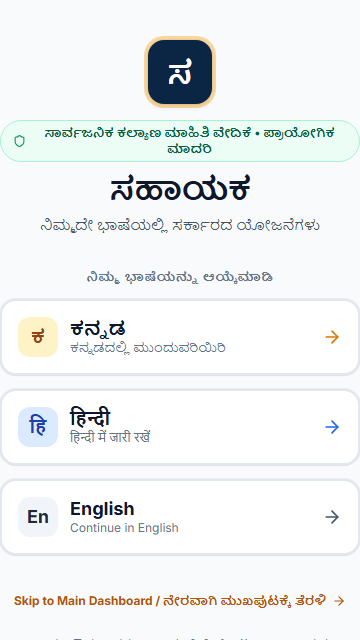 ಸ
ಸಾರ್ವಜನಿಕ ಕಲ್ಯಾಣ ಮಾಹಿತಿ ವೇದಿಕೆ • ಪ್ರಾಯೋಗಿಕ
ಮಾದರಿ
ಸಹಾಯಕ
ನಿಮ್ಮದೇ ಭಾಷೆಯಲ್ಲಿ ಸರ್ಕಾರದ ಯೋಜನೆಗಳು
ನಿಮ್ಮ ಭಾಷೆಯನ್ನು ಆಯ್ಕೆಮಾಡಿ
ಕ
ಕನ್ನಡ
ಕನ್ನಡದಲ್ಲಿ ಮುಂದುವರಿಯಿರಿ
हि
हिन्दी
हिन्दी में जारी रखें
En
English
Continue in English
Skip to Main Dashboard / ನೇರವಾಗಿ ಮುಖಪುಟಕ್ಕೆ ತೆರಳಿ